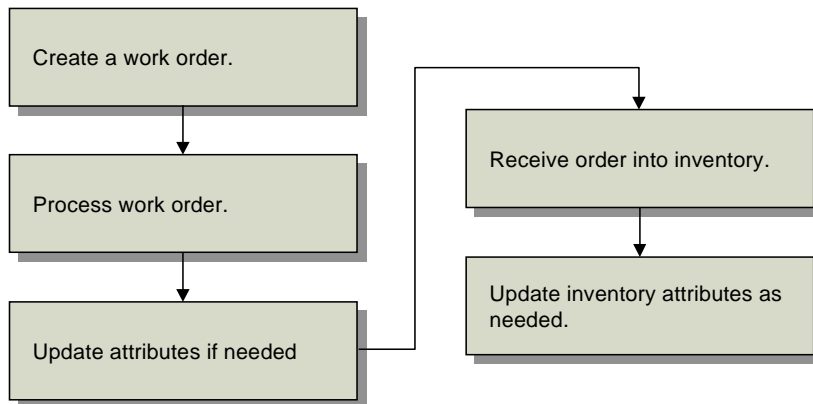 Create a work order.
Process work order.
Update attributes if needed
Receive order into inventory.
Update inventory attributes as
needed.